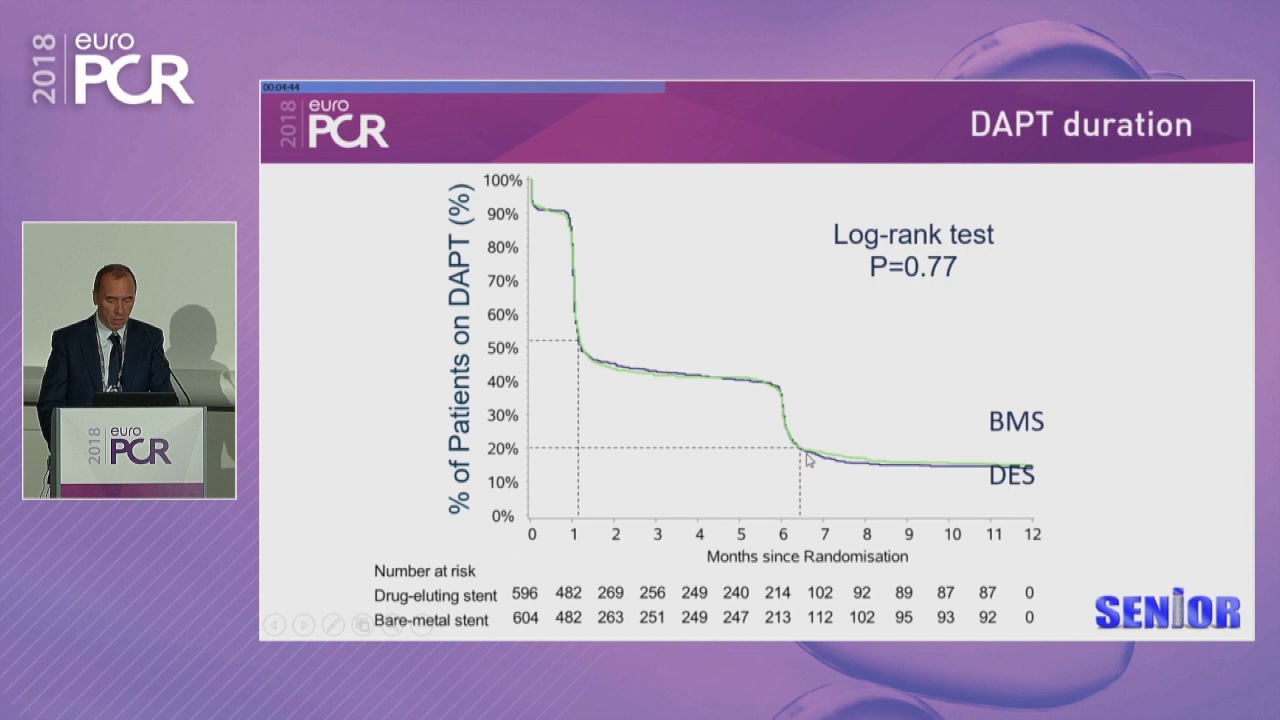 2018 euro PCR
00:04:44
2018 euro PCR
DAPT duration
% of Patients on DAPT (%)
100%
90%
80%
70%
60%
50%
40%
30%
20%
10%
0%
Log-rank test
P=0.77
BMS
DES
0 1 2 3 4 5 6 7 8 9 10 11 12
Months since Randomisation
Number at risk
Drug-eluting stent 596 482 269 256 249 240 214 102 92 89 87 87 0
Bare-metal stent 604 482 263 251 249 247 213 112 102 95 93 92 0
SENIOR
2018 euro PCR